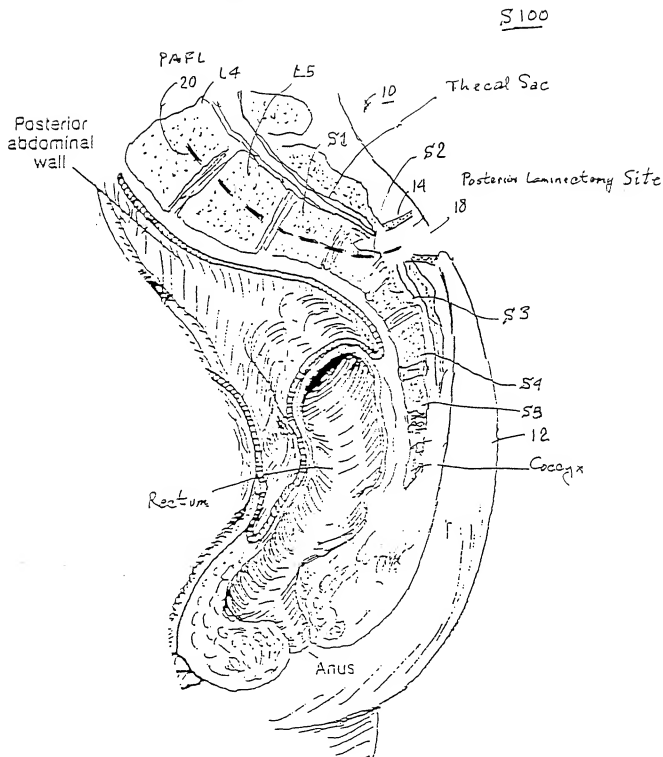 S100
PAFL
20
L4
L5
10
Thecal Sac
Posterior
abdominal
wall
S1
S2
14
Posterior Laminectomy Site
18
S3
S4
S5
12
Coccyx
Rectum
Anus